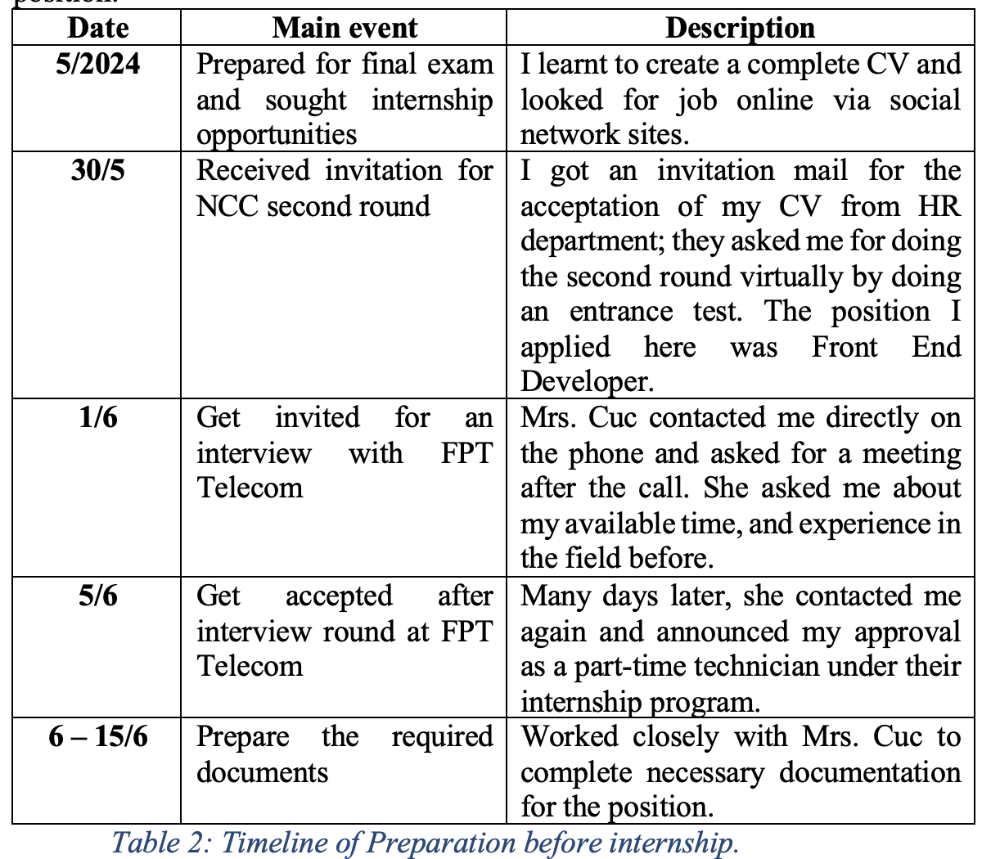 position.
Date Main event Description
5/2024 Prepared for final exam I learnt to create a complete CV and
and sought internship looked for job online via social
opportunities network sites.
30/5 Received invitation for I got an invitation mail for the
NCC second round acceptation of my CV from HR
department; they asked me for doing
the second round virtually by doing
an entrance test. The position I
applied here was Front End
Developer.
1/6 Get invited for an Mrs. Cuc contacted me directly on
interview with FPT the phone and asked for a meeting
Telecom after the call. She asked me about
my available time, and experience in
the field before.
5/6 Get accepted after Many days later, she contacted me
interview round at FPT again and announced my approval
Telecom as a part-time technician under their
internship program.
6 – 15/6 Prepare the required Worked closely with Mrs. Cuc to
documents complete necessary documentation
for the position.
Table 2: Timeline of Preparation before internship.